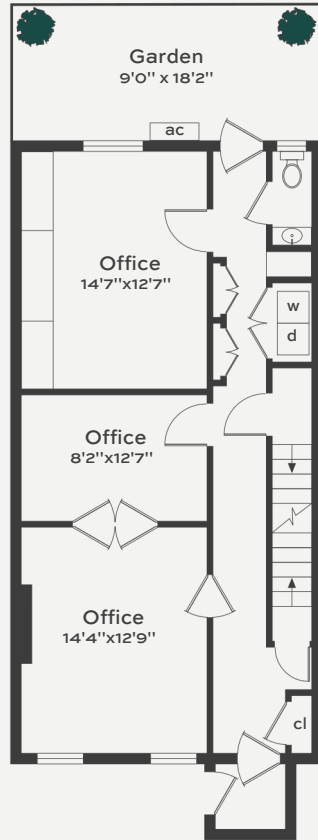 Garden
9'0" x 18'2"
ac
Office
14'7"x12'7"
w
d
Office
8'2"x12'7"
Office
14'4"x12'9"
cl